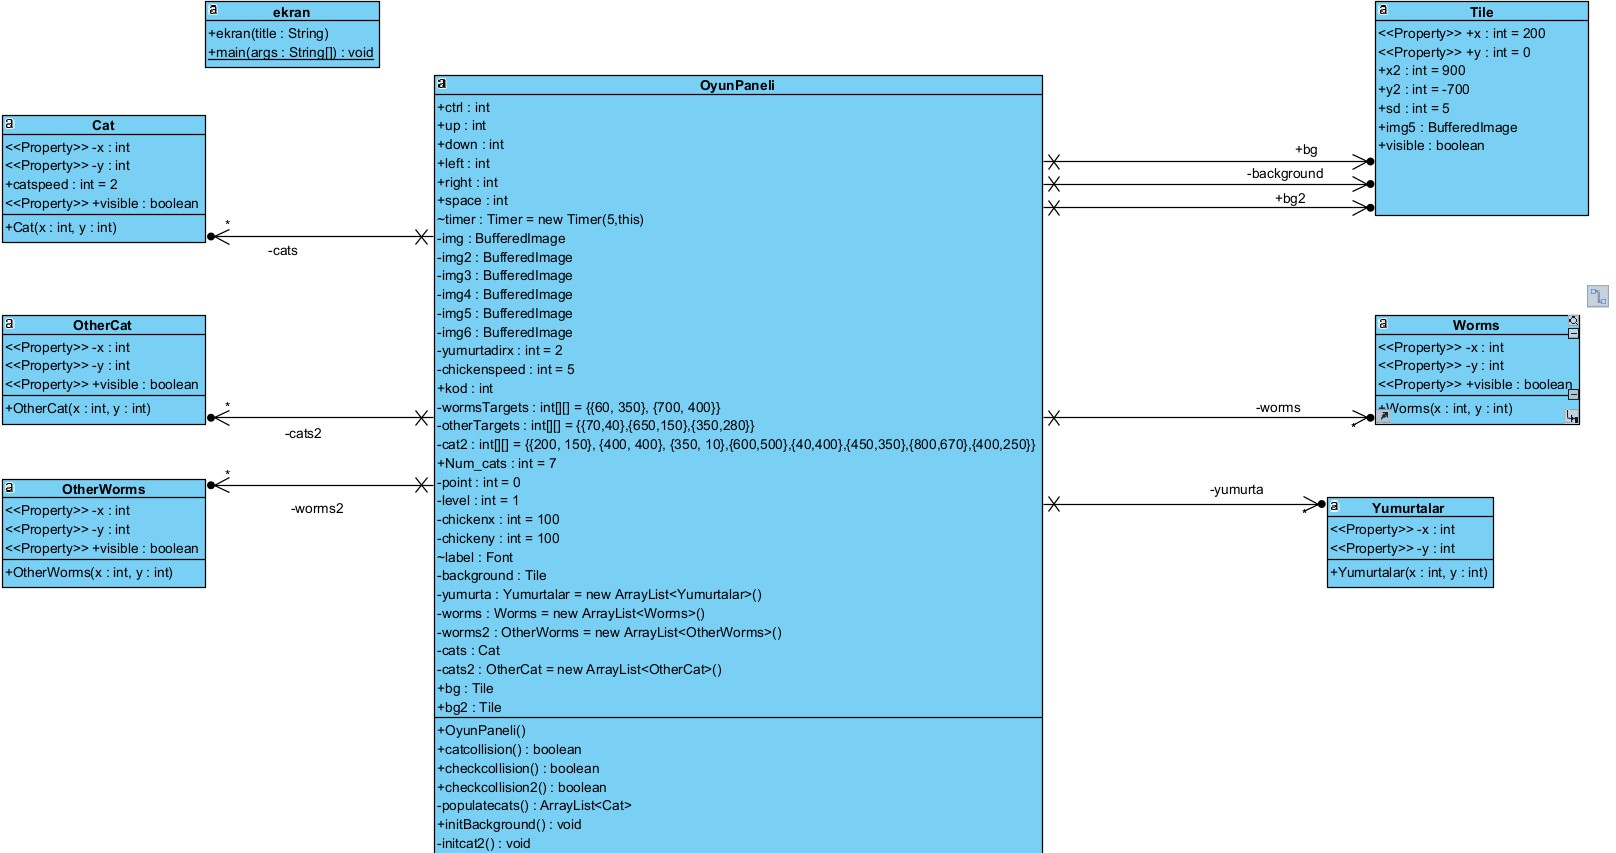 ekran
+ekran(title : String)
+main(args : String[]) : void
Cat
<<Property>> -x : int
<<Property>> -y : int
+catspeed : int = 2
<<Property>> +visible : boolean
+Cat(x : int, y : int)
*
-cats
OtherCat
<<Property>> -x : int
<<Property>> -y : int
<<Property>> +visible : boolean
+OtherCat(x : int, y : int)
*
-cats2
OtherWorms
<<Property>> -x : int
<<Property>> -y : int
<<Property>> +visible : boolean
+OtherWorms(x : int, y : int)
*
-worms2
OyunPaneli
+ctrl : int
+up : int
+down : int
+left : int
+right : int
+space : int
~timer : Timer = new Timer(5,this)
-img : BufferedImage
-img2 : BufferedImage
-img3 : BufferedImage
-img4 : BufferedImage
-img5 : BufferedImage
-img6 : BufferedImage
-yumurtadirx : int = 2
-chickenspeed : int = 5
+kod : int
-wormsTargets : int[][] = {{60, 350}, {700, 400}}
-otherTargets : int[][] = {{70,40},{650,150},{350,280}}
-cat2 : int[][] = {{200, 150}, {400, 400}, {350, 10},{600,500},{40,400},{450,350},{800,670},{400,250}}
+Num_cats : int = 7
-point : int = 0
-level : int = 1
-chickenx : int = 100
-chickeny : int = 100
~label : Font
-background : Tile
-yumurta : Yumurtalar = new ArrayList<Yumurtalar>()
-worms : Worms = new ArrayList<Worms>()
-worms2 : OtherWorms = new ArrayList<OtherWorms>()
-cats : Cat
-cats2 : OtherCat = new ArrayList<OtherCat>()
+bg : Tile
+bg2 : Tile
+OyunPaneli()
+catcollision() : boolean
+checkcollision() : boolean
+checkcollision2() : boolean
-populatecats() : ArrayList<Cat>
+initBackground() : void
-initcat2() : void
+bg
-background
+bg2
Tile
<<Property>> +x : int = 200
<<Property>> +y : int = 0
+x2 : int = 900
+y2 : int = -700
+sd : int = 5
+img5 : BufferedImage
+visible : boolean
-worms
*
Worms
<<Property>> -x : int
<<Property>> -y : int
<<Property>> +visible : boolean
+Worms(x : int, y : int)
-yumurta
*
Yumurtalar
<<Property>> -x : int
<<Property>> -y : int
+Yumurtalar(x : int, y : int)